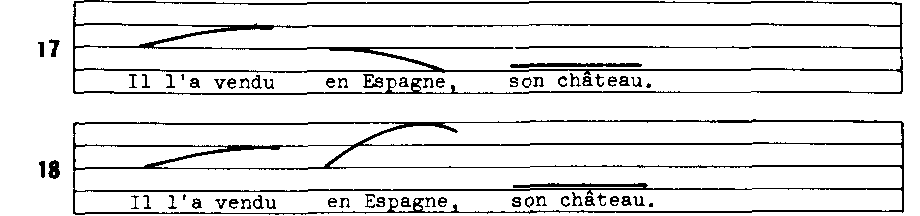 17
Il l'a vendu en Espagne, son château.
18
Il l'a vendu en Espagne, son château.